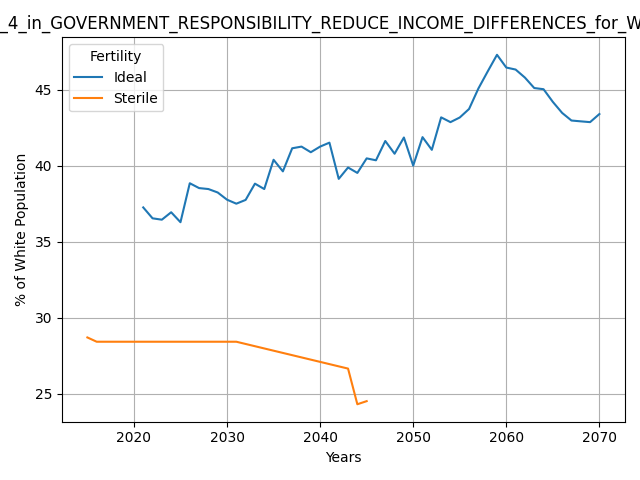 _4_in_GOVERNMENT_RESPONSIBILITY_REDUCE_INCOME_DIFFERENCES_for_W
Fertility
Ideal
Sterile
% of White Population
45
40
35
30
25
2020 2030 2040 2050 2060 2070
Years